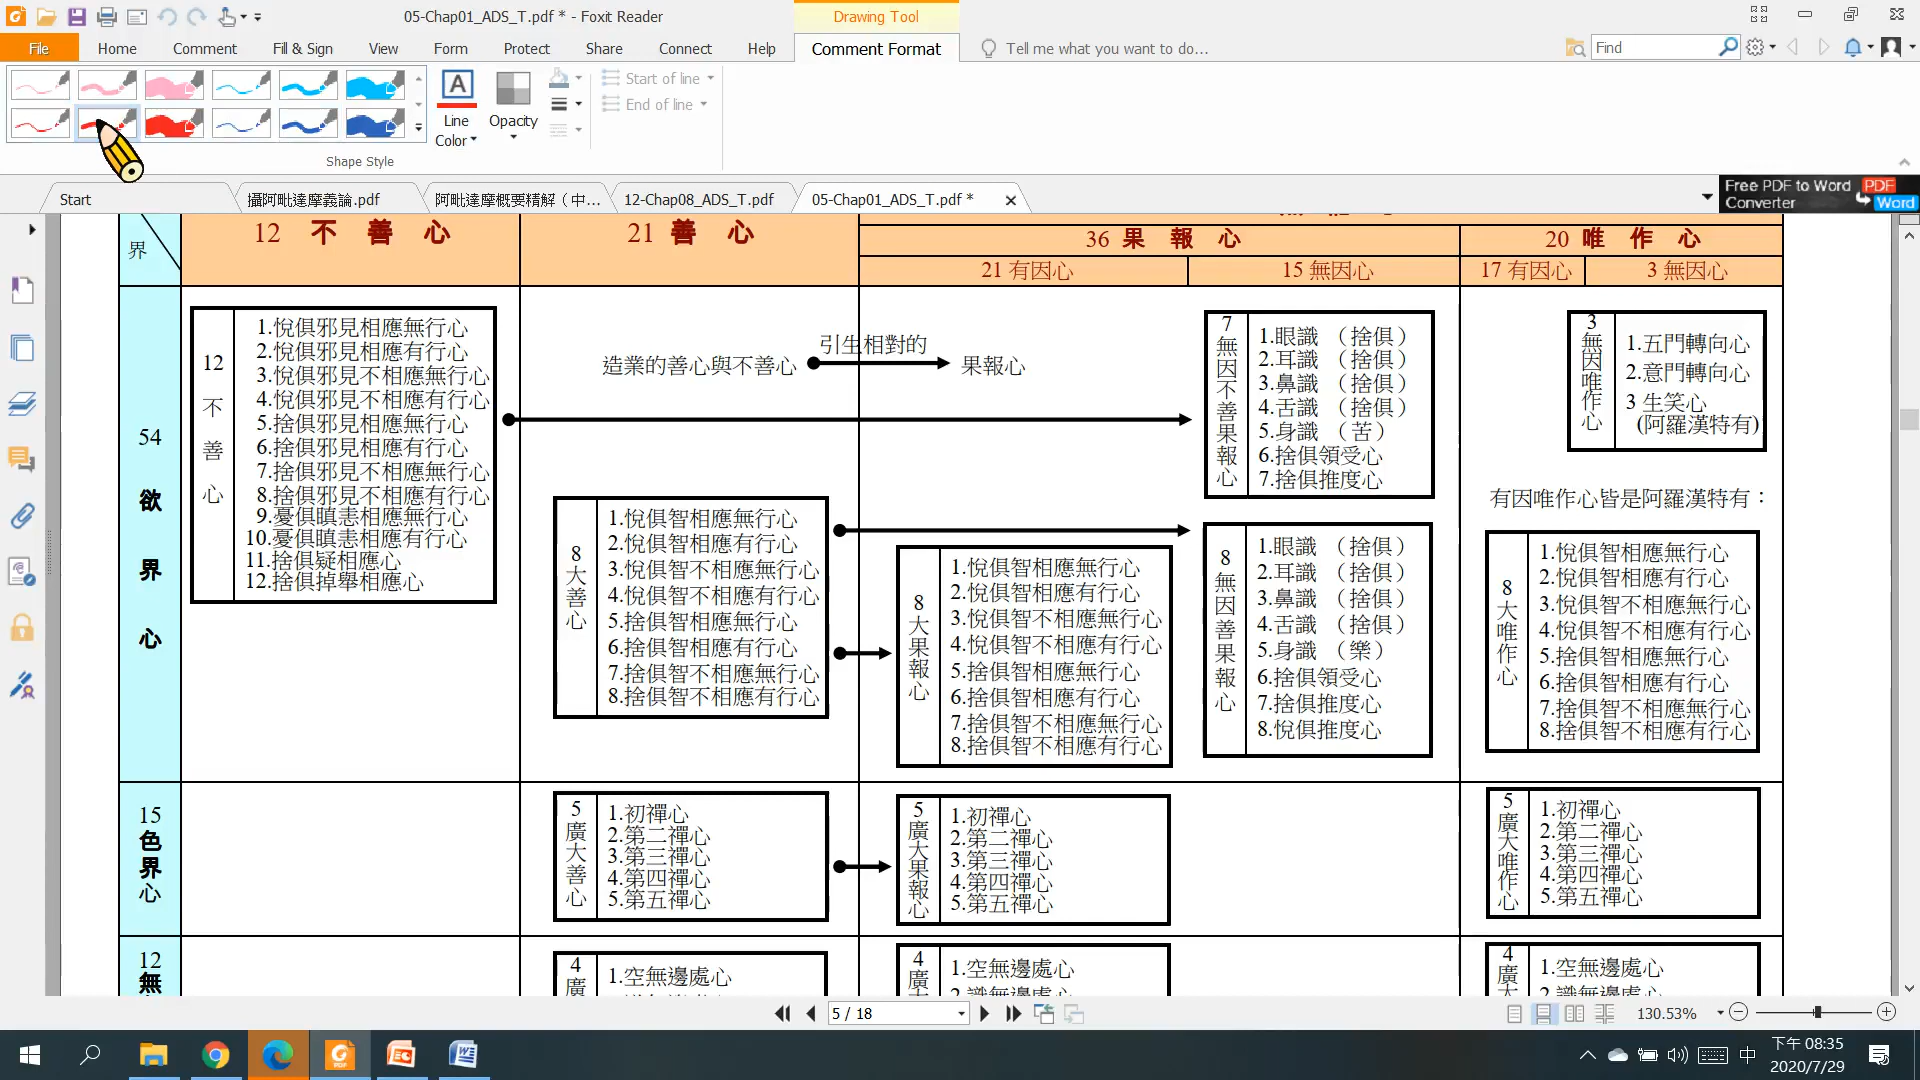 05-Chap01_ADS_T.pdf * - Foxit Reader
Drawing Tool
File Home Comment Fill & Sign View Form Protect Share Connect Help Comment Format Tell me what you want to do... Find
Line Color
Opacity
Start of line
End of line
Shape Style
Start 攝阿毗達摩義論.pdf 阿毗達摩概要精解（中... 12-Chap08_ADS_T.pdf 05-Chap01_ADS_T.pdf *
Free PDF to Word Converter PDF Word
界
12 不 善 心
21 善 心
36 果 報 心
20 唯 作 心
21 有因心
15 無因心
17 有因心
3 無因心
54 欲 界 心
12 不 善 心
1.悅俱邪見相應無行心
2.悅俱邪見相應有行心
3.悅俱邪見不相應無行心
4.悅俱邪見不相應有行心
5.捨俱邪見相應無行心
6.捨俱邪見相應有行心
7.捨俱邪見不相應無行心
8.捨俱邪見不相應有行心
9.憂俱瞋恚相應無行心
10.憂俱瞋恚相應有行心
11.捨俱疑相應心
12.捨俱掉舉相應心
造業的善心與不善心 引生相對的 果報心
7無因不善果報心
1.眼識 （捨俱）
2.耳識 （捨俱）
3.鼻識 （捨俱）
4.舌識 （捨俱）
5.身識 （苦）
6.捨俱領受心
7.捨俱推度心
3無因唯作心
1.五門轉向心
2.意門轉向心
3 生笑心
(阿羅漢特有)
有因唯作心皆是阿羅漢特有：
8大善心
1.悅俱智相應無行心
2.悅俱智相應有行心
3.悅俱智不相應無行心
4.悅俱智不相應有行心
5.捨俱智相應無行心
6.捨俱智相應有行心
7.捨俱智不相應無行心
8.捨俱智不相應有行心
8大果報心
1.悅俱智相應無行心
2.悅俱智相應有行心
3.悅俱智不相應無行心
4.悅俱智不相應有行心
5.捨俱智相應無行心
6.捨俱智相應有行心
7.捨俱智不相應無行心
8.捨俱智不相應有行心
8無因善果報心
1.眼識 （捨俱）
2.耳識 （捨俱）
3.鼻識 （捨俱）
4.舌識 （捨俱）
5.身識 （樂）
6.捨俱領受心
7.捨俱推度心
8.悅俱推度心
8大唯作心
1.悅俱智相應無行心
2.悅俱智相應有行心
3.悅俱智不相應無行心
4.悅俱智不相應有行心
5.捨俱智相應無行心
6.捨俱智相應有行心
7.捨俱智不相應無行心
8.捨俱智不相應有行心
15 色界心
5廣大善心
1.初禪心
2.第二禪心
3.第三禪心
4.第四禪心
5.第五禪心
5廣大果報心
1.初禪心
2.第二禪心
3.第三禪心
4.第四禪心
5.第五禪心
5廣大唯作心
1.初禪心
2.第二禪心
3.第三禪心
4.第四禪心
5.第五禪心
12 無
4廣
1.空無邊處心
4廣
1.空無邊處心
4廣
1.空無邊處心
5 / 18
130.53%
中
下午 08:35
2020/7/29